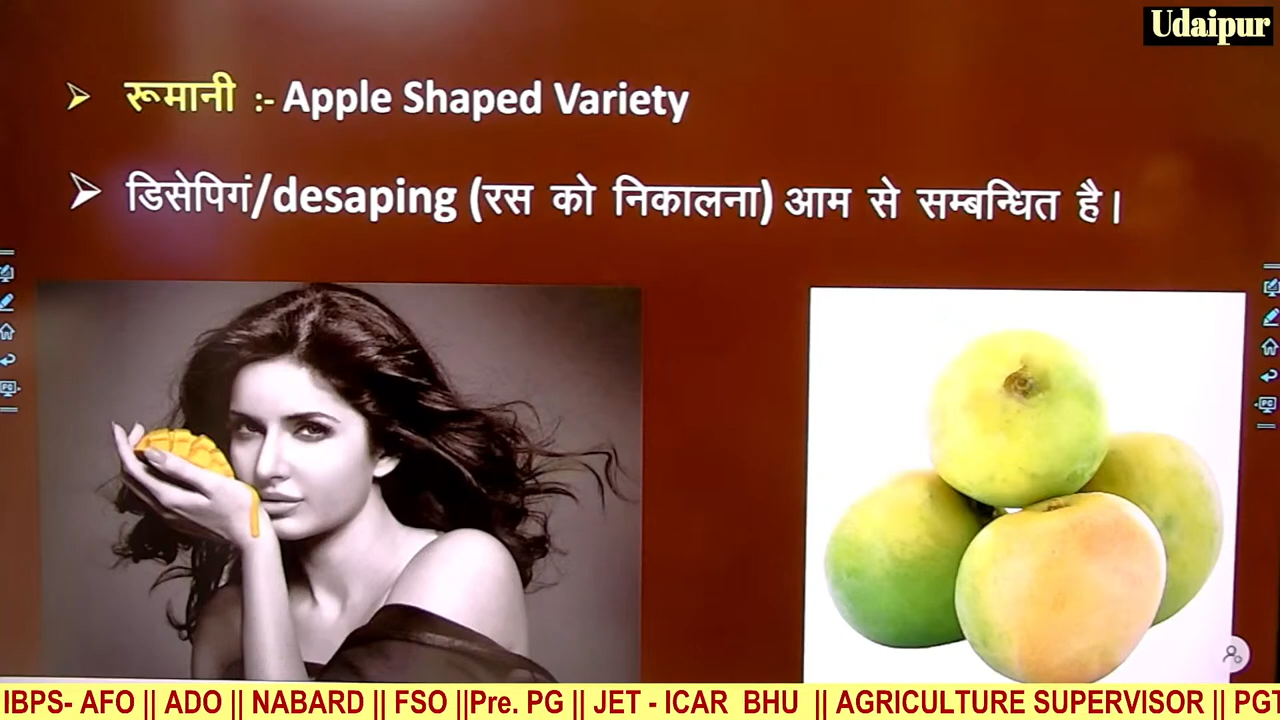 Udaipur
➢ रूमानी :- Apple Shaped Variety
➢ डिसेपिगं/desaping (रस को निकालना) आम से सम्बन्धित है।
IBPS- AFO || ADO || NABARD || FSO ||Pre. PG || JET - ICAR BHU || AGRICULTURE SUPERVISOR || PGT